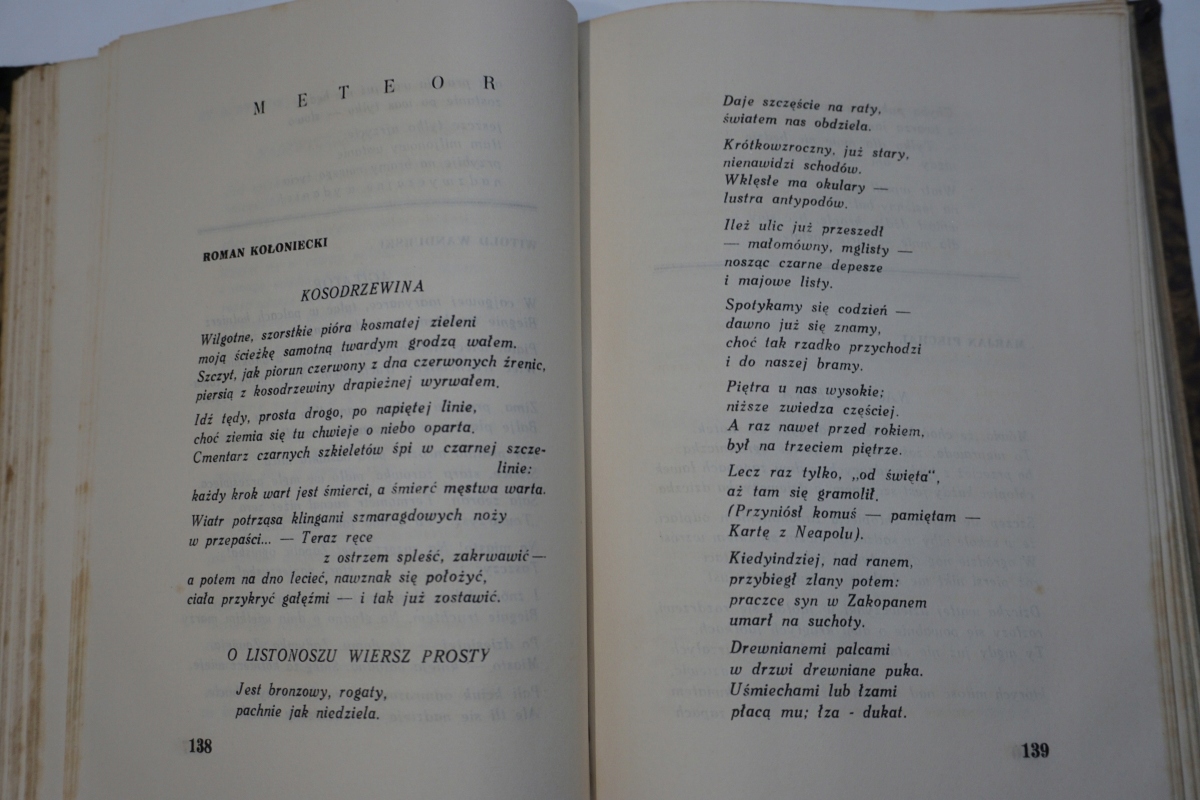 METEOR
ROMAN KOŁONIECKI
KOSODRZEWINA
Wilgotne, szorstkie pióra kosmatej zieleni
moją ścieżkę samotną twardym grodzą wałem.
Szczyt, jak piorun czerwony z dna czerwonych źrenic,
piersią z kosodrzewiny drapieżnej wyrwałem.
Idź tędy, prosta drogo, po napiętej linie,
choć ziemia się tu chwieje o niebo oparta.
Cmentarz czarnych szkieletów śpi w czarnej szcze-
linie:
każdy krok wart jest śmierci, a śmierć męstwa warta.
Wiatr potrząsa klingami szmaragdowych noży
w przepaści... — Teraz ręce
z ostrzem spleść, zakrwawić —
a potem na dno lecieć, nawznak się położyć,
ciała przykryć gałęźmi — i tak już zostawić.
O LISTONOSZU WIERSZ PROSTY
Jest bronzowy, rogaty,
pachnie jak niedziela.
138
Daje szczęście na raty,
światem nas obdziela.
Krótkowzroczny, już stary,
nienawidzi schodów.
Wklęsłe ma okulary —
lustra antypodów.
Ileż ulic już przeszedł
— małomówny, mglisty —
nosząc czarne depesze
i majowe listy.
Spotykamy się codzień —
dawno już się znamy,
choć tak rzadko przychodzi
i do naszej bramy.
Piętra u nas wysokie;
niższe zwiedza częściej.
A raz nawet przed rokiem,
był na trzeciem piętrze.
Lecz raz tylko, „od święta",
aż tam się gramolił.
(Przyniósł komuś — pamiętam —
Kartę z Neapolu).
Kiedyindziej, nad ranem,
przybiegł zlany potem:
praczce syn w Zakopanem
umarł na suchoty.
Drewnianemi palcami
w drzwi drewniane puka.
Uśmiechami lub łzami
płacą mu; łza - dukat.
139